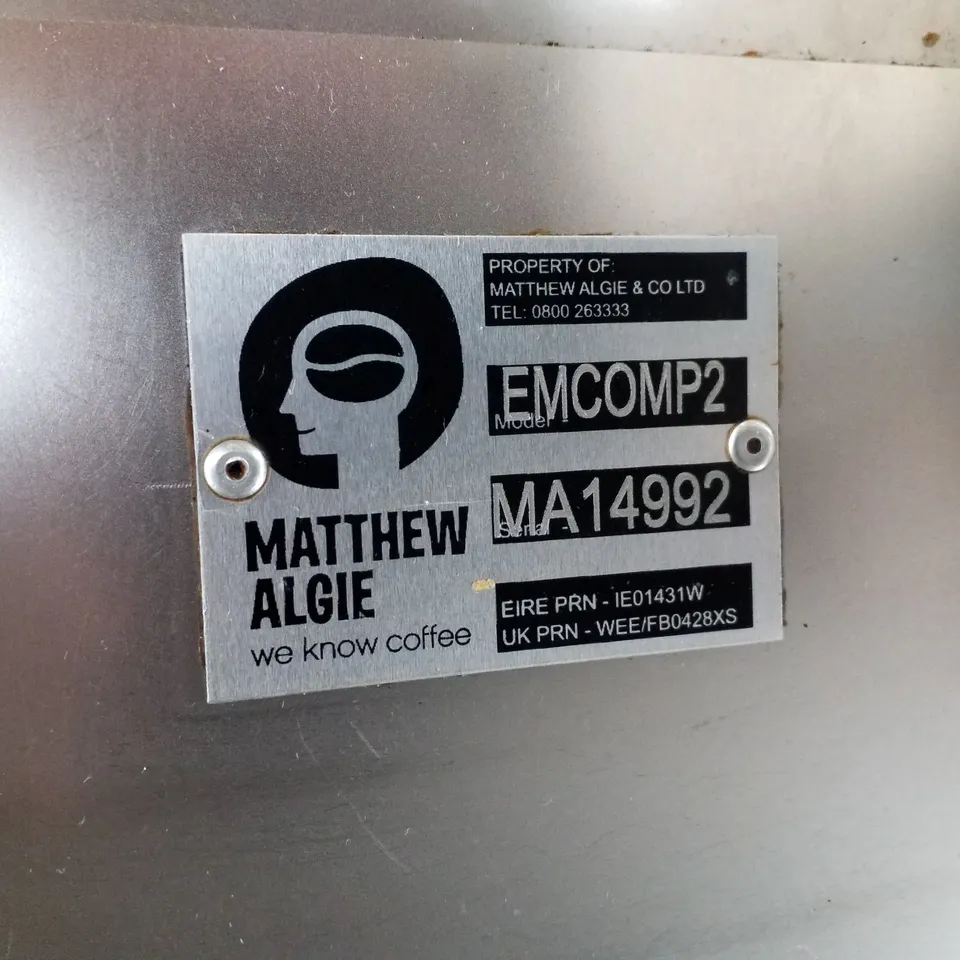 PROPERTY OF:
MATTHEW ALGIE & CO LTD
TEL: 0800 263333
EMCOMP2
Model -
MA14992
Serial -
MATTHEW
ALGIE
we know coffee
EIRE PRN - IE01431W
UK PRN - WEE/FB0428XS